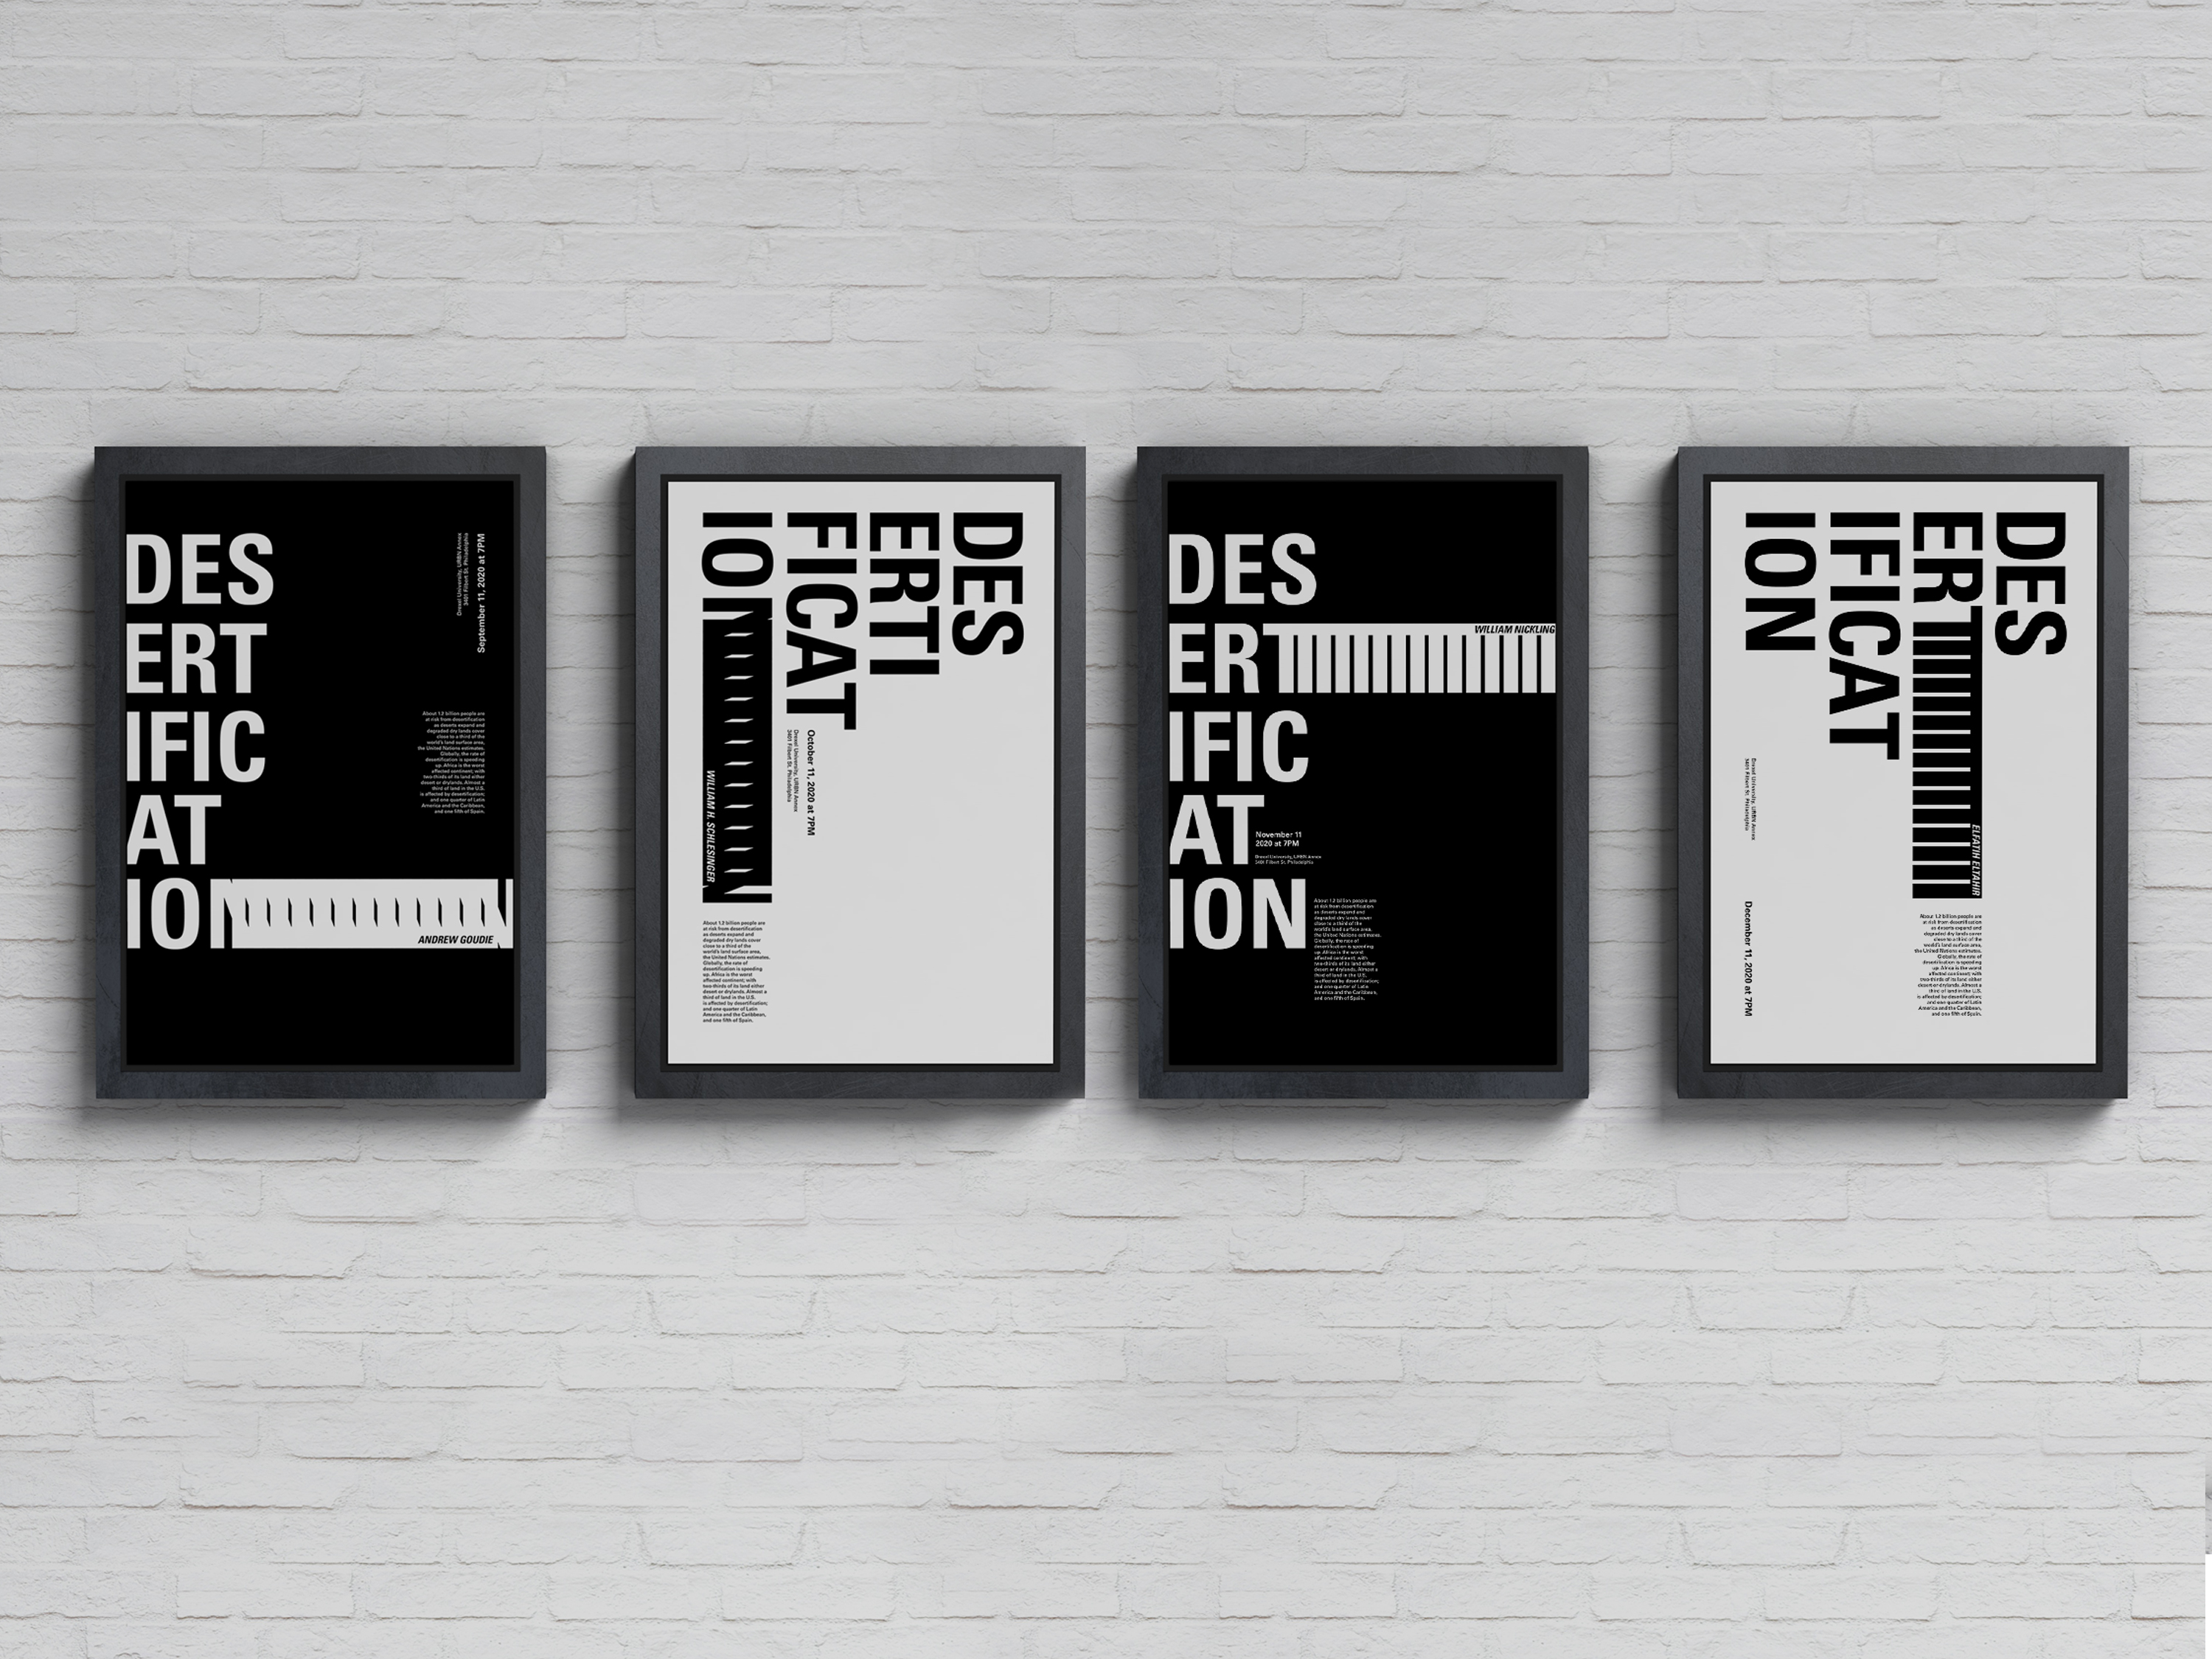 DES
ERT
IFIC
AT
ION
ANDREW GOUDIE
September 11, 2020 at 7PM
Drexel University, URBN Annex
3401 Filbert St. Philadelphia
About 1.2 billion people are
at risk from desertification
as deserts expand and
degraded dry lands cover
close to a third of the
world's land surface area,
the United Nations estimates.
Globally, the rate of
desertification is speeding
up. Africa is the worst
affected continent; with
two-thirds of its land either
desert or drylands. Almost a
third of land in the U.S.
is affected by desertification;
and one quarter of Latin
America and the Caribbean,
and one fifth of Spain.
DES
ERTI
FICAT
ION
WILLIAM H. SCHLESINGER
October 11, 2020 at 7PM
Drexel University, URBN Annex
3401 Filbert St. Philadelphia
About 1.2 billion people are
at risk from desertification
as deserts expand and
degraded dry lands cover
close to a third of the
world's land surface area,
the United Nations estimates.
Globally, the rate of
desertification is speeding
up. Africa is the worst
affected continent; with
two-thirds of its land either
desert or drylands. Almost a
third of land in the U.S.
is affected by desertification;
and one quarter of Latin
America and the Caribbean,
and one fifth of Spain.
DES
ERT
WILLIAM NICKLING
IFIC
AT
November 11
2020 at 7PM
Drexel University, URBN Annex
3401 Filbert St. Philadelphia
ION
About 1.2 billion people are
at risk from desertification
as deserts expand and
degraded dry lands cover
close to a third of the
world's land surface area,
the United Nations estimates.
Globally, the rate of
desertification is speeding
up. Africa is the worst
affected continent; with
two-thirds of its land either
desert or drylands. Almost a
third of land in the U.S.
is affected by desertification;
and one quarter of Latin
America and the Caribbean,
and one fifth of Spain.
DES
ERT
IFICAT
ION
ELFATIH ELTAHIR
Drexel University, URBN Annex
3401 Filbert St. Philadelphia
December 11, 2020 at 7PM
About 1.2 billion people are
at risk from desertification
as deserts expand and
degraded dry lands cover
close to a third of the
world's land surface area,
the United Nations estimates.
Globally, the rate of
desertification is speeding
up. Africa is the worst
affected continent; with
two-thirds of its land either
desert or drylands. Almost a
third of land in the U.S.
is affected by desertification;
and one quarter of Latin
America and the Caribbean,
and one fifth of Spain.